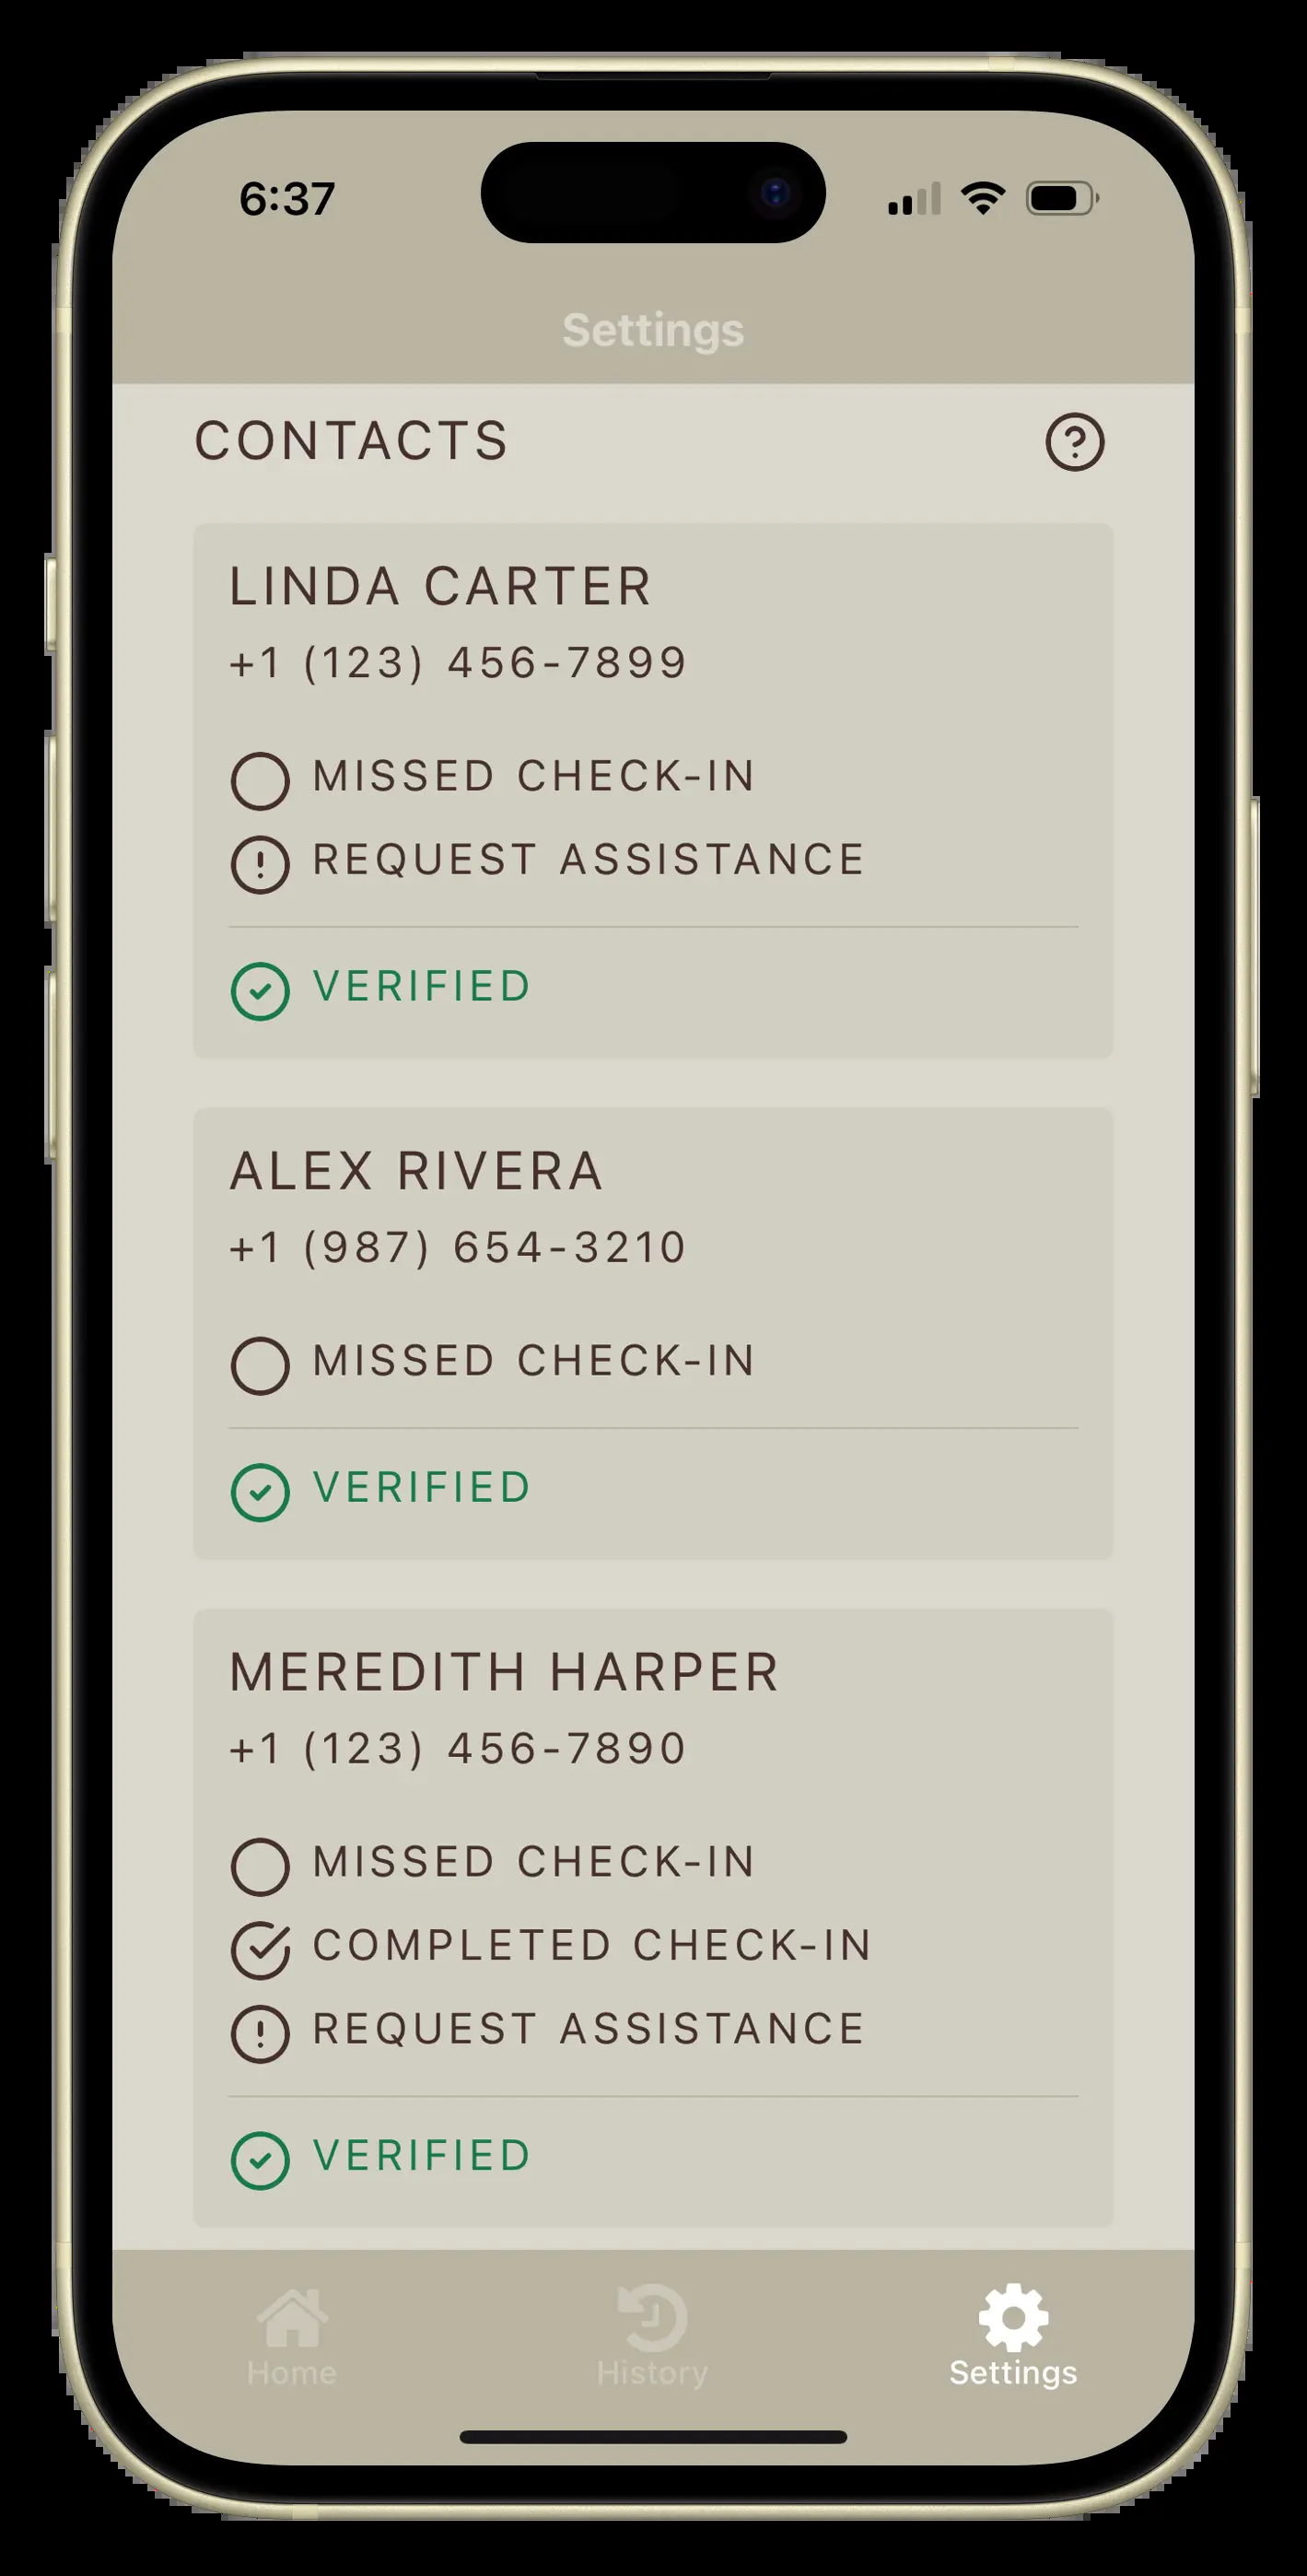 6:37
Settings
CONTACTS
LINDA CARTER
+1 (123) 456-7899
MISSED CHECK-IN
REQUEST ASSISTANCE
VERIFIED
ALEX RIVERA
+1 (987) 654-3210
MISSED CHECK-IN
VERIFIED
MEREDITH HARPER
+1 (123) 456-7890
MISSED CHECK-IN
COMPLETED CHECK-IN
REQUEST ASSISTANCE
VERIFIED
Home History Settings